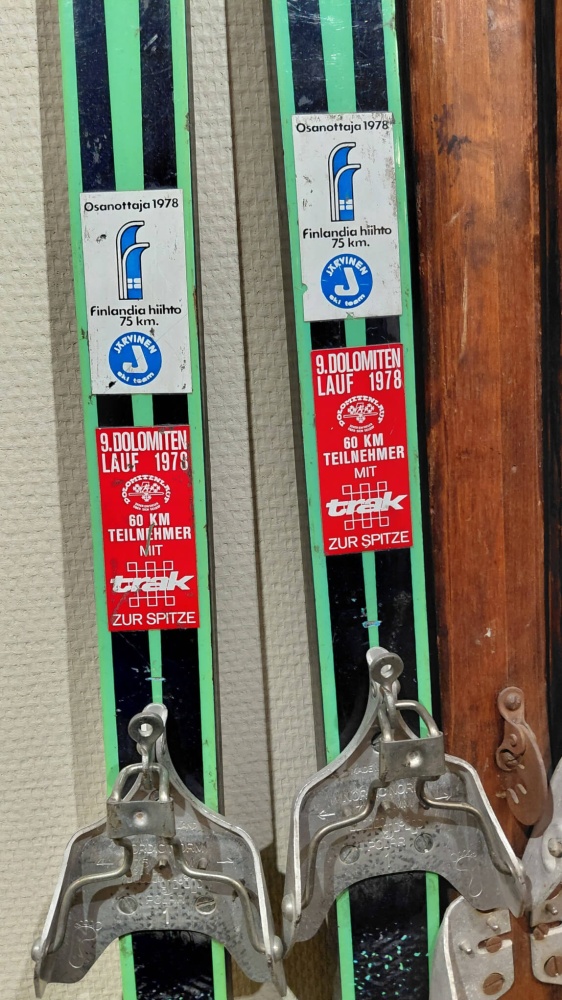 Osanottaja 1978
Finlandia hiihto
75 km.
JÄRVINEN
J
ski team
9.DOLOMITEN
LAUF 1978
DOLOMITENLAUF
60 KM
TEILNEHMER
MIT
trak
ZUR SPITZE
Osanottaja 1978
Finlandia hiihto
75 km.
JÄRVINEN
J
ski team
9.DOLOMITEN
LAUF 1978
DOLOMITENLAUF
60 KM
TEILNEHMER
MIT
trak
ZUR SPITZE